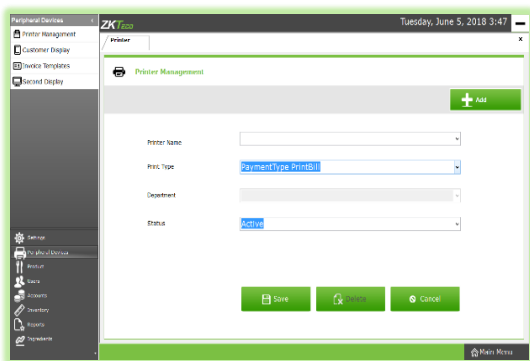 Peripheral Devices
Printer Management
Customer Display
Invoice Templates
Second Display
ZKTeco
Tuesday, June 5, 2018 3:47
Printer
x
Printer Management
Add
Printer Name
Print Type
PaymentType PrintBill
Department
Status
Active
Save
Delete
Cancel
Settings
Peripheral Devices
Product
Users
Accounts
Inventory
Reports
Ingredients
Main Menu